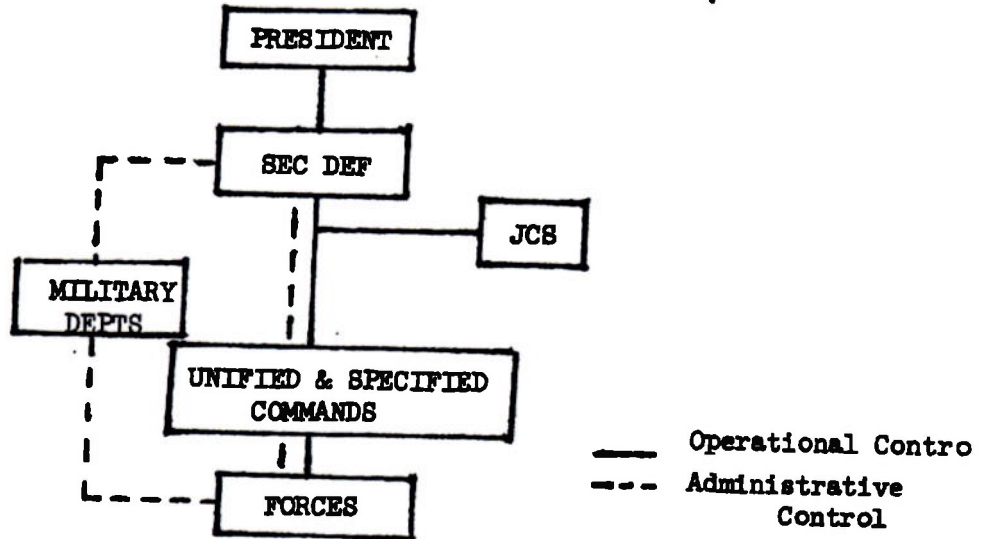 PRESIDENT
SEC DEF
JCS
MILITARY
DEPTS
UNIFIED & SPECIFIED
COMMANDS
FORCES
Operational Contro
Administrative
Control